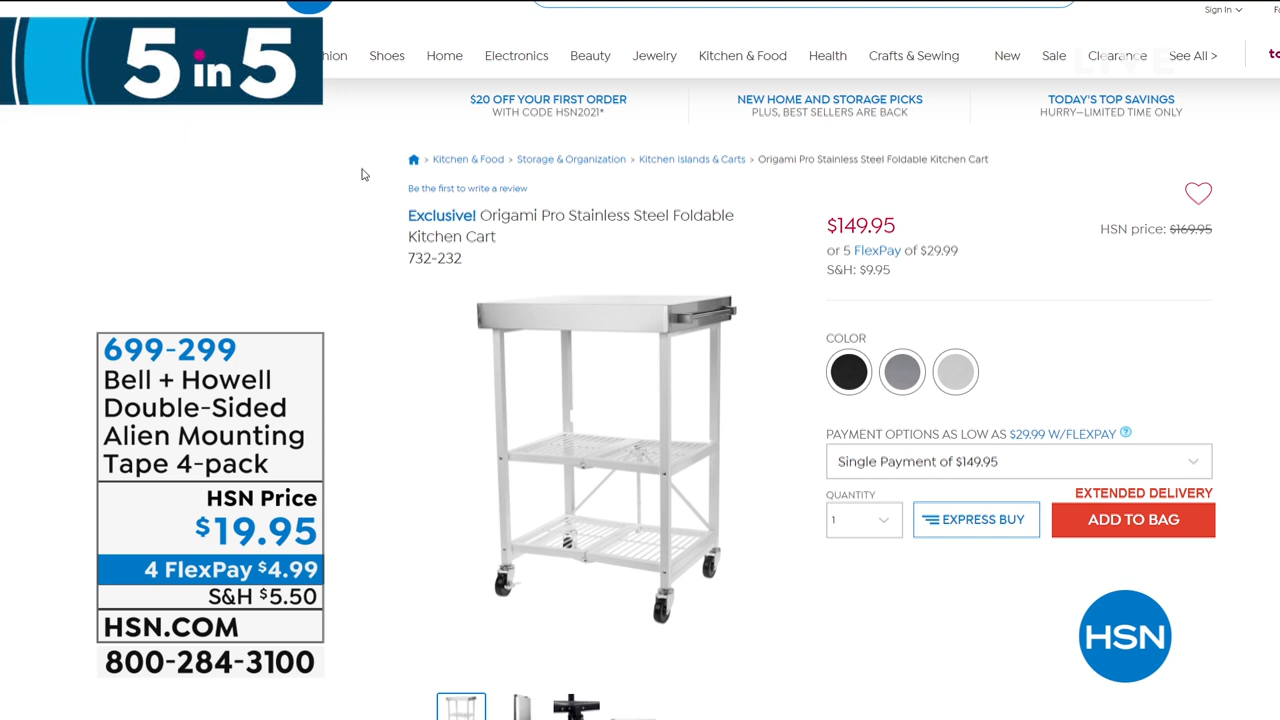 5 in 5
Sign In
hion Shoes Home Electronics Beauty Jewelry Kitchen & Food Health Crafts & Sewing New Sale Clearance See All >
LIVE
$20 OFF YOUR FIRST ORDER
WITH CODE HSN2021*
NEW HOME AND STORAGE PICKS
PLUS, BEST SELLERS ARE BACK
TODAY'S TOP SAVINGS
HURRY—LIMITED TIME ONLY
> Kitchen & Food > Storage & Organization > Kitchen Islands & Carts > Origami Pro Stainless Steel Foldable Kitchen Cart
Be the first to write a review
Exclusive! Origami Pro Stainless Steel Foldable
Kitchen Cart
732-232
$149.95
HSN price: $169.95
or 5 FlexPay of $29.99
S&H: $9.95
COLOR
PAYMENT OPTIONS AS LOW AS $29.99 W/FLEXPAY ?
Single Payment of $149.95
QUANTITY
1
EXPRESS BUY
EXTENDED DELIVERY
ADD TO BAG
699-299
Bell + Howell
Double-Sided
Alien Mounting
Tape 4-pack
HSN Price
$19.95
4 FlexPay $4.99
S&H $5.50
HSN.COM
800-284-3100
HSN